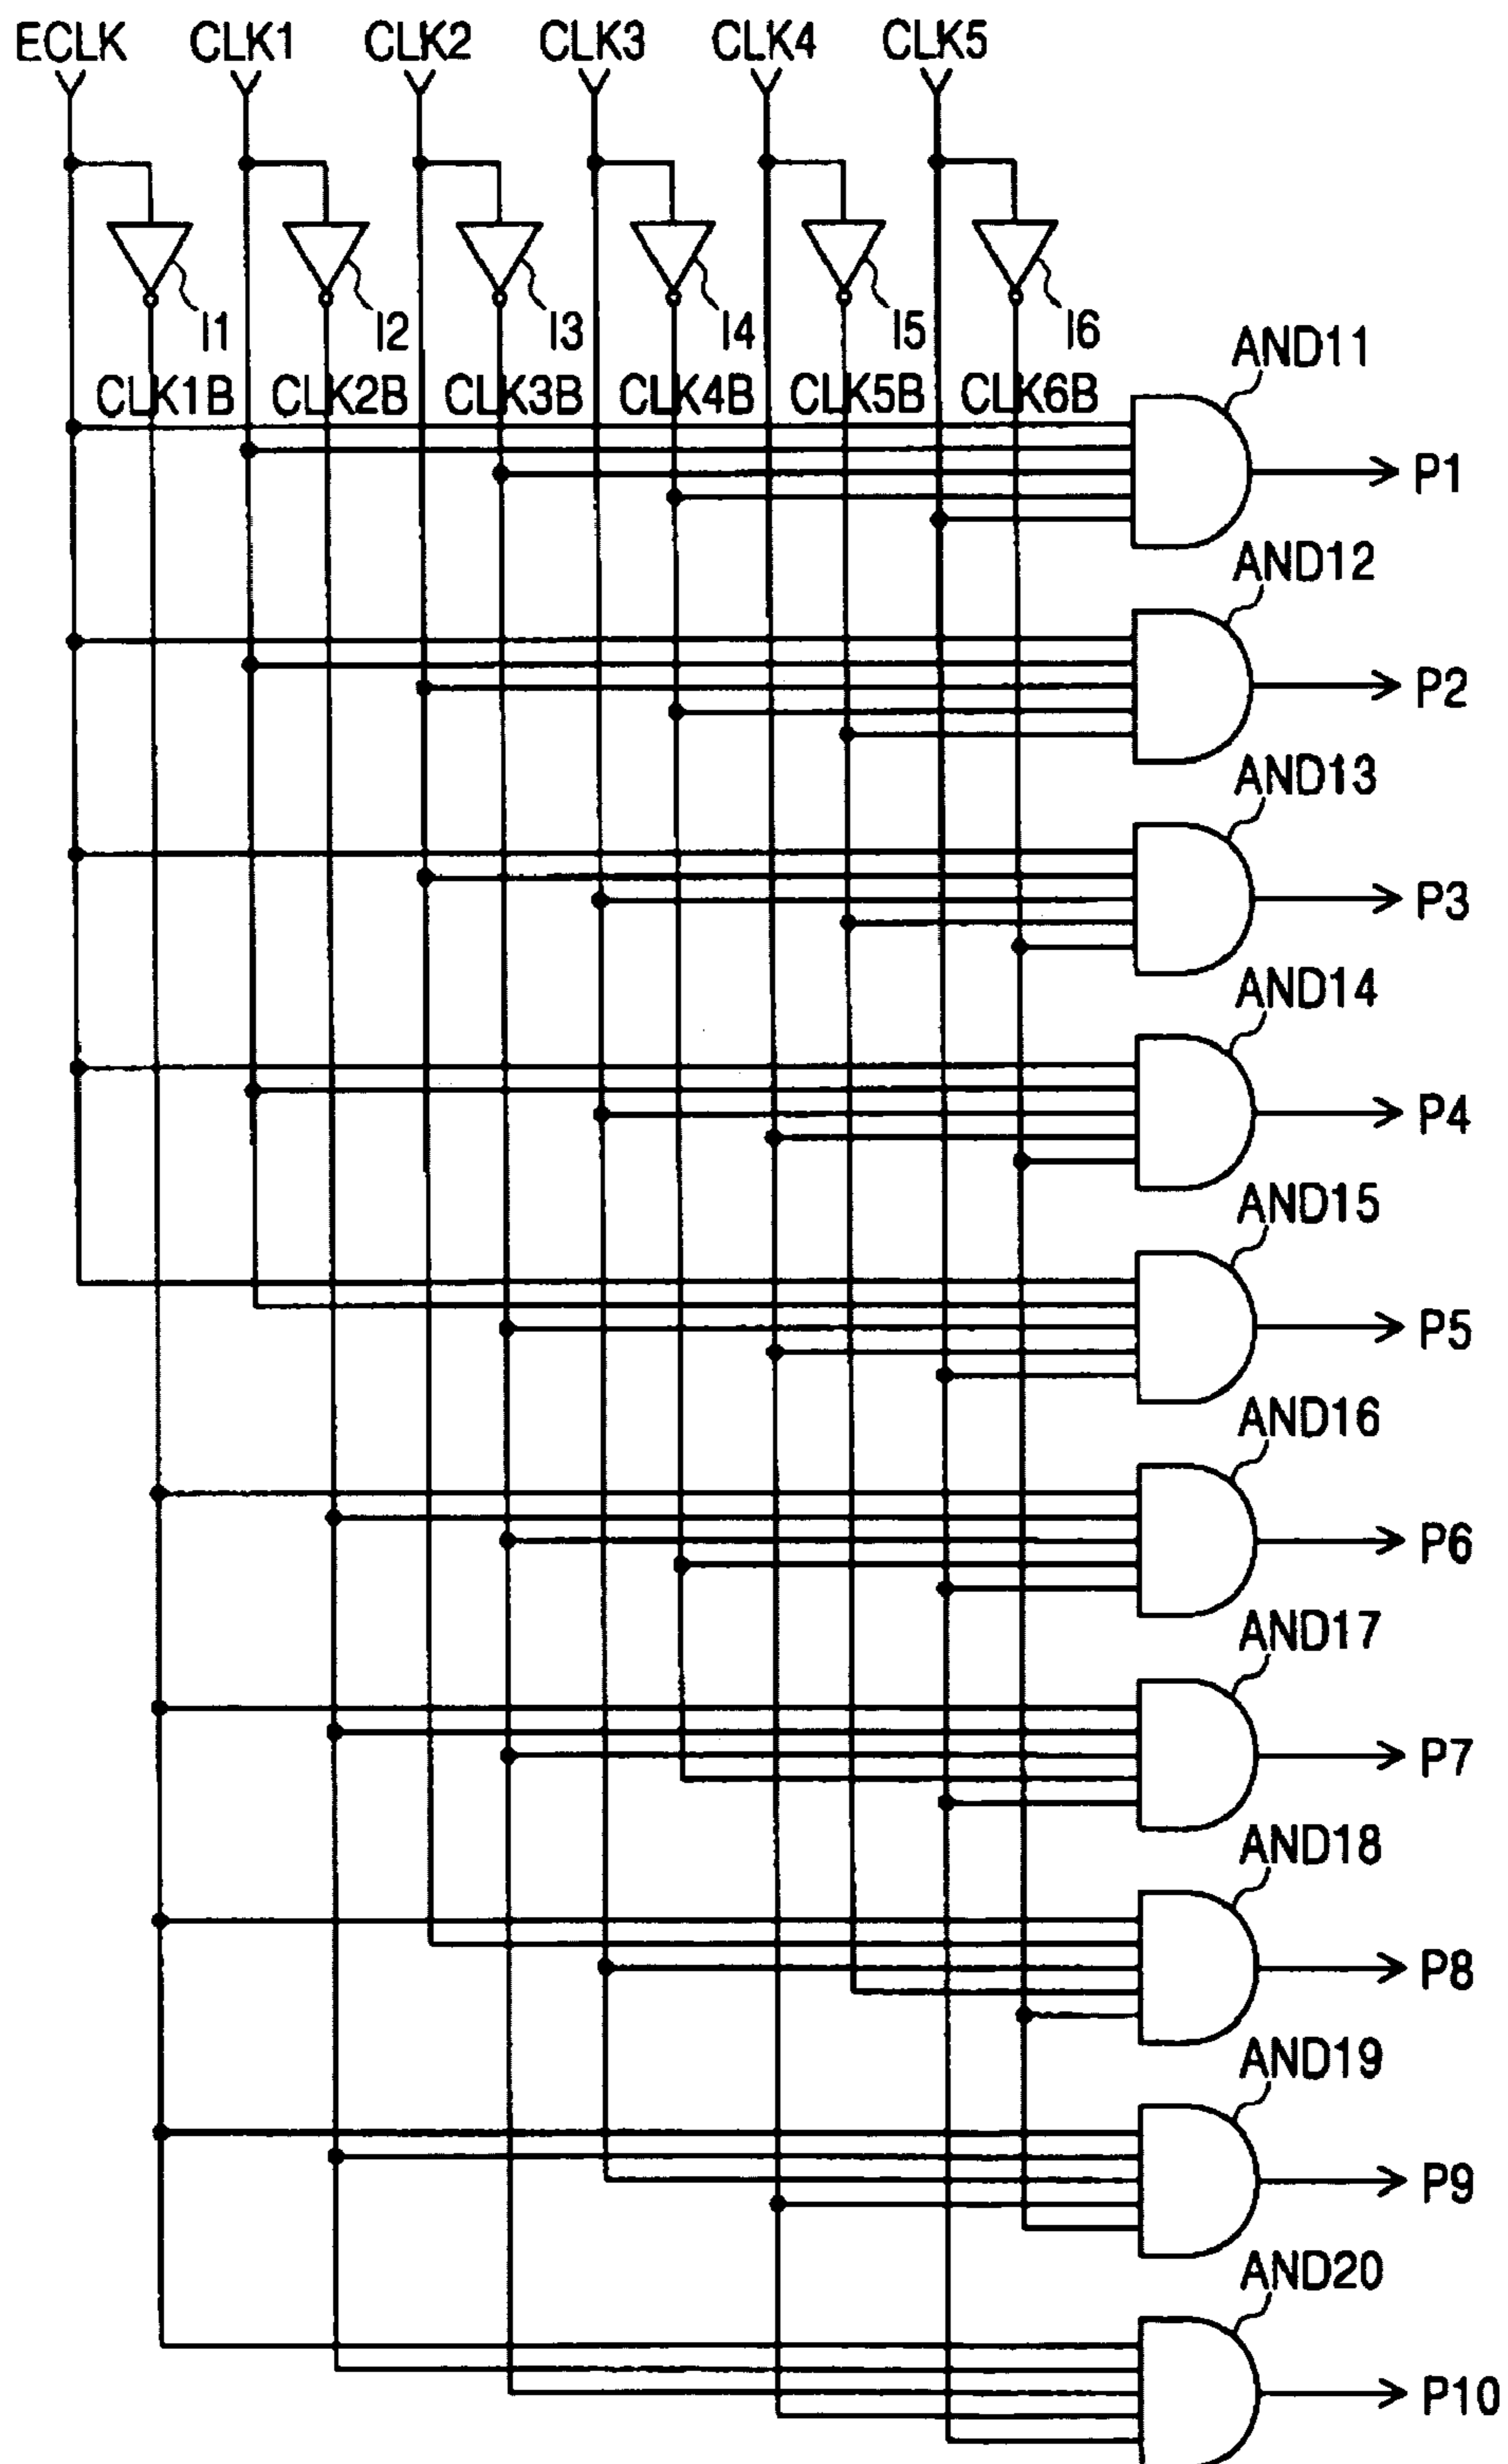 ECLK CLK1 CLK2 CLK3 CLK4 CLK5
I1 I2 I3 I4 I5 I6
CLK1B CLK2B CLK3B CLK4B CLK5B CLK6B
AND11
P1
AND12
P2
AND13
P3
AND14
P4
AND15
P5
AND16
P6
AND17
P7
AND18
P8
AND19
P9
AND20
P10